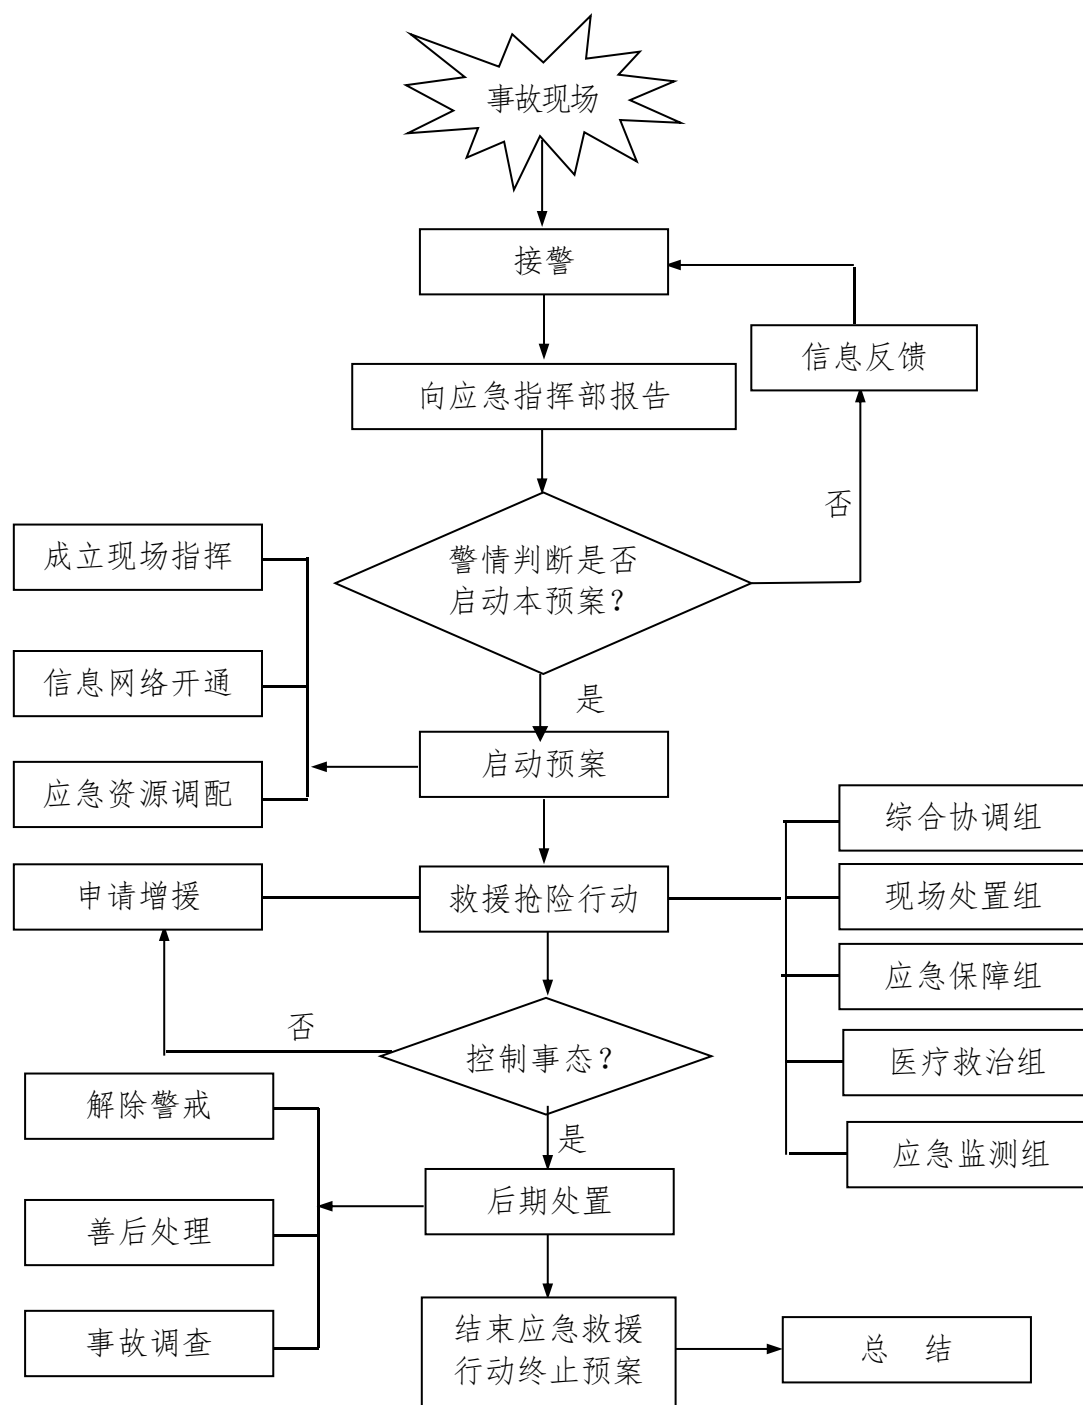 事故现场
接警
信息反馈
向应急指挥部报告
否
成立现场指挥
警情判断是否
启动本预案？
信息网络开通
是
启动预案
应急资源调配
综合协调组
申请增援
救援抢险行动
现场处置组
应急保障组
否
控制事态？
医疗救治组
解除警戒
是
应急监测组
后期处置
善后处理
结束应急救援
行动终止预案
事故调查
总 结